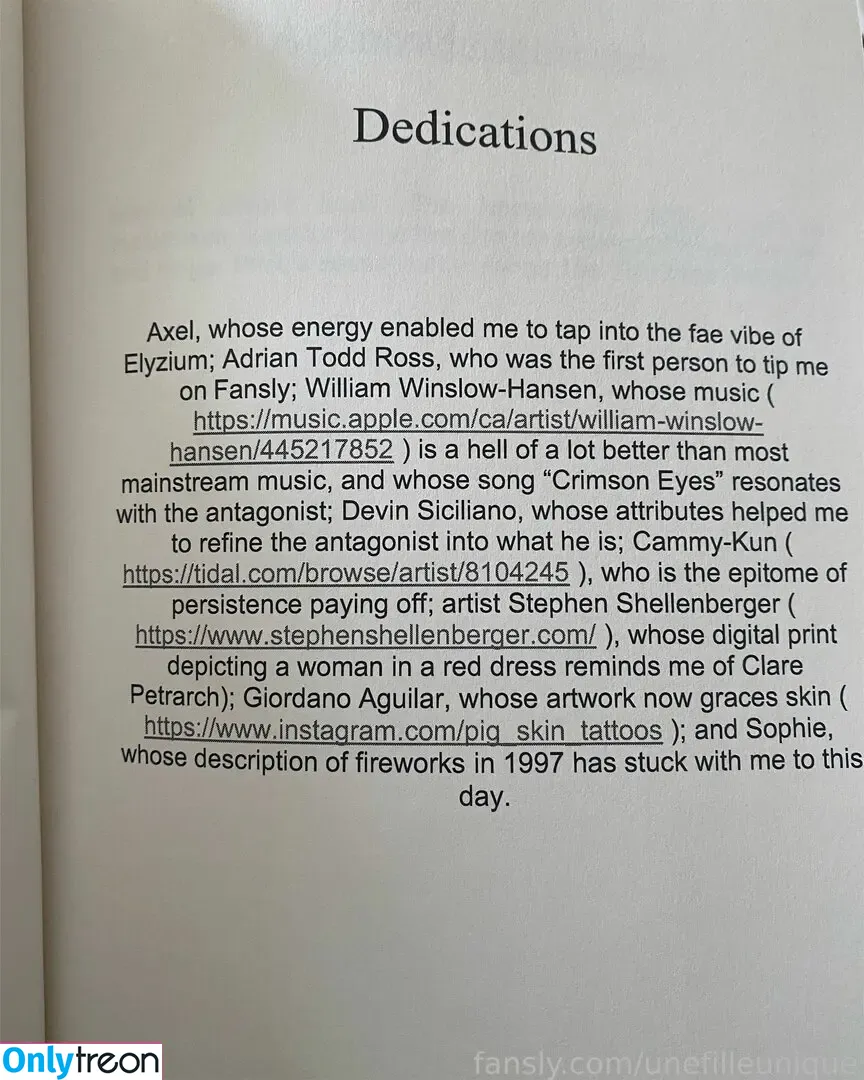 Dedications
Axel, whose energy enabled me to tap into the fae vibe of
Elyzium; Adrian Todd Ross, who was the first person to tip me
on Fansly; William Winslow-Hansen, whose music (
https://music.apple.com/ca/artist/william-winslow-
hansen/445217852 ) is a hell of a lot better than most
mainstream music, and whose song “Crimson Eyes” resonates
with the antagonist; Devin Siciliano, whose attributes helped me
to refine the antagonist into what he is; Cammy-Kun (
https://tidal.com/browse/artist/8104245 ), who is the epitome of
persistence paying off; artist Stephen Shellenberger (
https://www.stephenshellenberger.com/ ), whose digital print
depicting a woman in a red dress reminds me of Clare
Petrarch); Giordano Aguilar, whose artwork now graces skin (
https://www.instagram.com/pig_skin_tattoos ); and Sophie,
whose description of fireworks in 1997 has stuck with me to this
day.
Onlytreon
fansly.com/unefilleunique